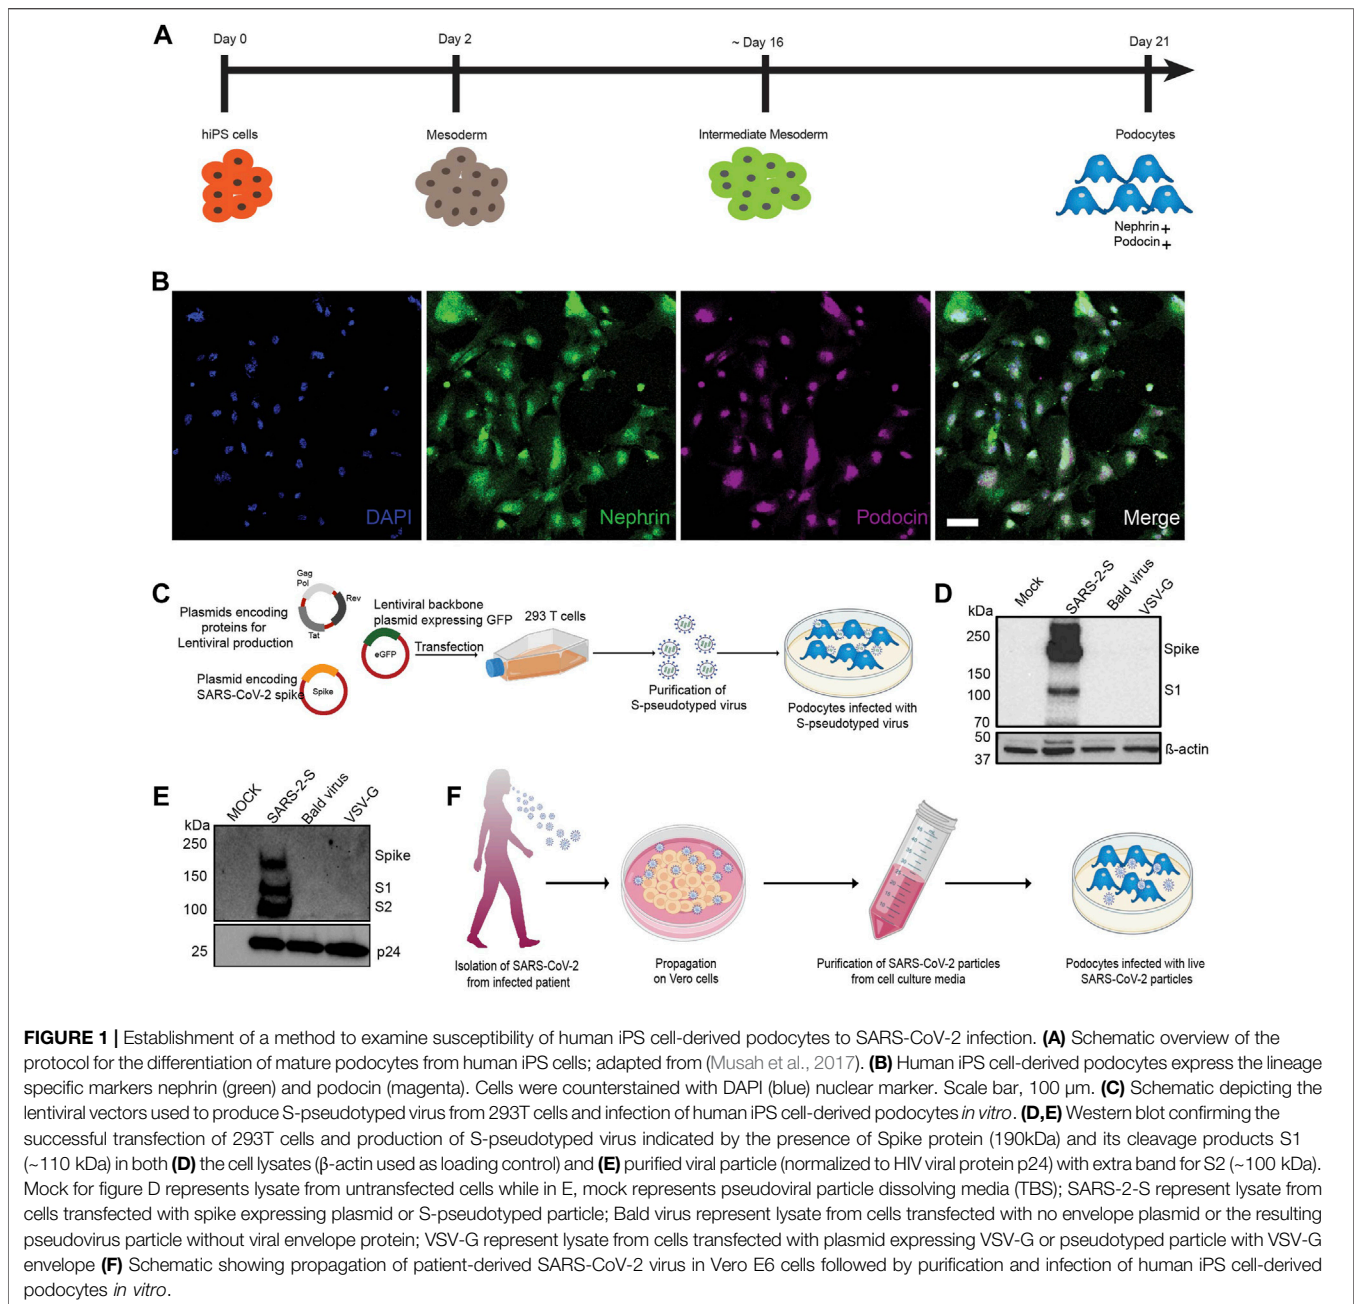 A
Day 0
Day 2
~ Day 16
Day 21
hiPS cells
Mesoderm
Intermediate Mesoderm
Podocytes
Nephrin +
Podocin +
B
DAPI
Nephrin
Podocin
Merge
C
Gag
Pol
Rev
Tat
Plasmids encoding
proteins for
Lentiviral production
Plasmid encoding
SARS-CoV-2 spike
Spike
Lentiviral backbone
plasmid expressing GFP
eGFP
Transfection
293 T cells
Purification of
S-pseudotyped virus
Podocytes infected with
S-pseudotyped virus
D
Mock
SARS-2-S
Bald virus
VSV-G
kDa
250
150
100
70
50
37
Spike
S1
ß-actin
E
MOCK
SARS-2-S
Bald virus
VSV-G
kDa
250
150
100
25
Spike
S1
S2
p24
F
Isolation of SARS-CoV-2
from infected patient
Propagation
on Vero cells
Purification of SARS-CoV-2 particles
from cell culture media
Podocytes infected with live
SARS-CoV-2 particles
FIGURE 1 | Establishment of a method to examine susceptibility of human iPS cell-derived podocytes to SARS-CoV-2 infection. (A) Schematic overview of the
protocol for the differentiation of mature podocytes from human iPS cells; adapted from (Musah et al., 2017). (B) Human iPS cell-derived podocytes express the lineage
specific markers nephrin (green) and podocin (magenta). Cells were counterstained with DAPI (blue) nuclear marker. Scale bar, 100 µm. (C) Schematic depicting the
lentiviral vectors used to produce S-pseudotyped virus from 293T cells and infection of human iPS cell-derived podocytes in vitro. (D,E) Western blot confirming the
successful transfection of 293T cells and production of S-pseudotyped virus indicated by the presence of Spike protein (190kDa) and its cleavage products S1
(~110 kDa) in both (D) the cell lysates (β-actin used as loading control) and (E) purified viral particle (normalized to HIV viral protein p24) with extra band for S2 (~100 kDa).
Mock for figure D represents lysate from untransfected cells while in E, mock represents pseudoviral particle dissolving media (TBS); SARS-2-S represent lysate from
cells transfected with spike expressing plasmid or S-pseudotyped particle; Bald virus represent lysate from cells transfected with no envelope plasmid or the resulting
pseudovirus particle without viral envelope protein; VSV-G represent lysate from cells transfected with plasmid expressing VSV-G or pseudotyped particle with VSV-G
envelope (F) Schematic showing propagation of patient-derived SARS-CoV-2 virus in Vero E6 cells followed by purification and infection of human iPS cell-derived
podocytes in vitro.